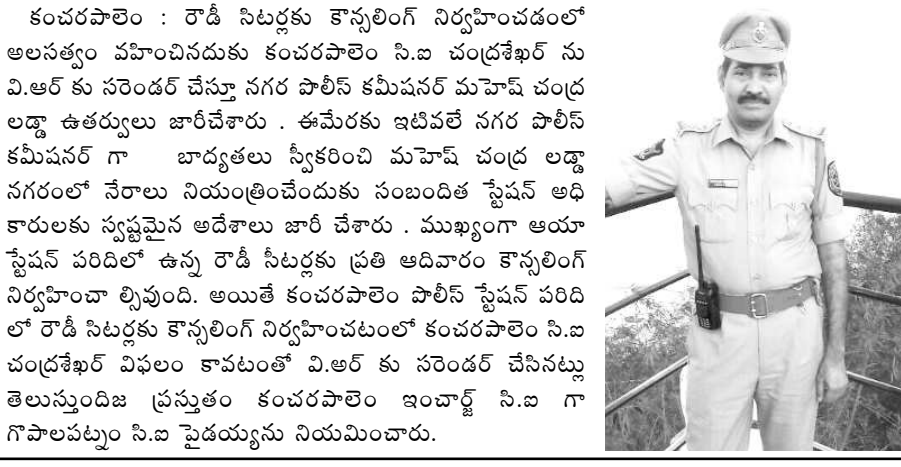 కంచరపాలెం : రౌడీ సిటర్లకు కౌన్సలింగ్ నిర్వహించడంలో
అలసత్వం వహించినదుకు కంచరపాలెం సి.ఐ చంద్రశేఖర్ ను
వి.ఆర్ కు సరెండర్ చేస్తూ నగర పొలీస్ కమీషనర్ మహెష్ చంద్ర
లడ్డా ఉతర్వులు జారీచేశారు . ఈమేరకు ఇటివలే నగర పొలీస్
కమీషనర్ గా బాద్యతలు స్వీకరించి మహెష్ చంద్ర లడ్డా
నగరంలో నేరాలు నియంత్రించేందుకు సంబందిత స్టేషన్ అధి
కారులకు స్వష్టమైన అదేశాలు జారీ చేశారు . ముఖ్యంగా ఆయా
స్టేషన్ పరిదిలో ఉన్న రౌడీ సీటర్లకు ప్రతి ఆదివారం కౌన్సలింగ్
నిర్వహించా ల్సివుంది. అయితే కంచరపాలెం పొలీస్ స్టేషన్ పరిది
లో రౌడీ సిటర్లకు కౌన్సలింగ్ నిర్వహించటంలో కంచరపాలెం సి.ఐ
చంద్రశేఖర్ విఫలం కావటంతో వి.అర్ కు సరెండర్ చేసినట్లు
తెలుస్తుందిజ ప్రస్తుతం కంచరపాలెం ఇంచార్జ్ సి.ఐ గా
గొపాలపట్నం సి.ఐ పైడయ్యను నియమించారు.